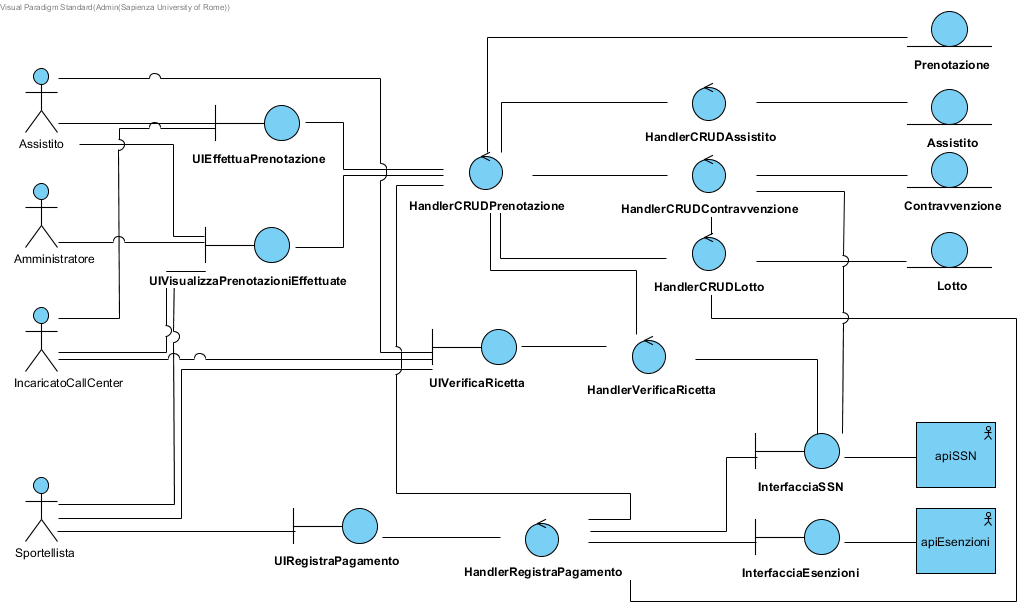 Visual Paradigm Standard(Admin(Sapienza University of Rome))
Prenotazione
Assistito
UIEffettuaPrenotazione
HandlerCRUDAssistito
Assistito
HandlerCRUDPrenotazione
HandlerCRUDContravvenzione
Contravvenzione
Amministratore
UIVisualizzaPrenotazioniEffettuate
HandlerCRUDLotto
Lotto
IncaricatoCallCenter
UIVerificaRicetta
HandlerVerificaRicetta
apiSSN
InterfacciaSSN
Sportellista
UIRegistraPagamento
HandlerRegistraPagamento
InterfacciaEsenzioni
apiEsenzioni